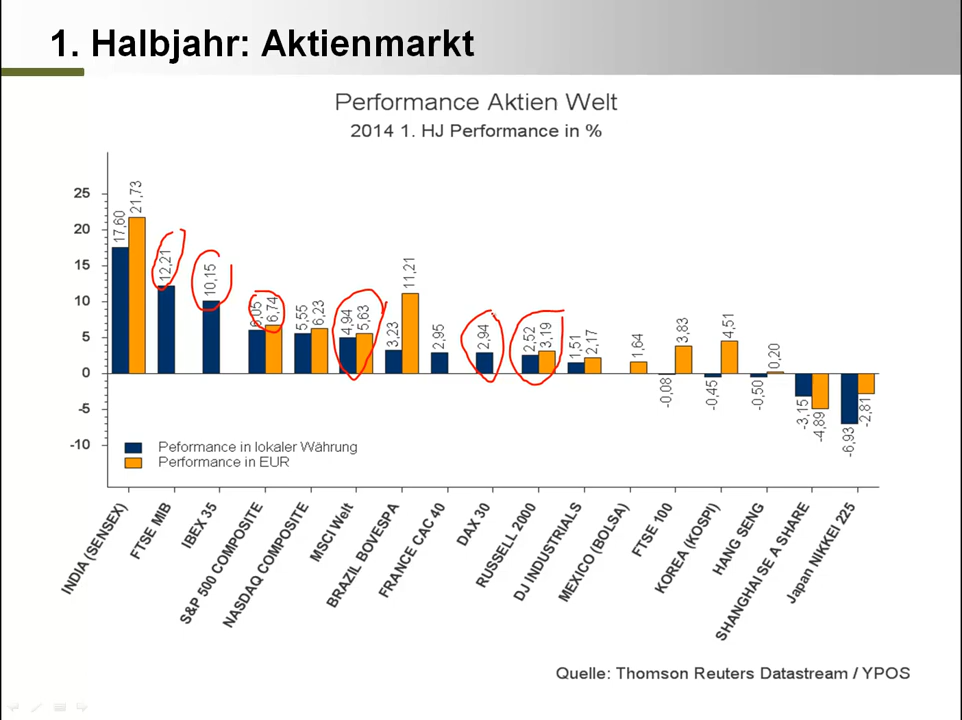 1. Halbjahr: Aktienmarkt
Performance Aktien Welt
2014 1. HJ Performance in %
25
20
15
10
5
0
-5
-10
17,60
21,73
12,21
10,15
6,05
6,74
5,55
6,23
4,94
5,63
3,23
11,21
2,95
2,94
2,52
3,19
1,51
2,17
1,64
-0,08
3,83
-0,45
4,51
-0,50
0,20
-3,15
-4,89
-6,93
-2,81
Peformance in lokaler Währung
Performance in EUR
INDIA (SENSEX)
FTSE MIB
IBEX 35
S&P 500 COMPOSITE
NASDAQ COMPOSITE
MSCI Welt
BRAZIL BOVESPA
FRANCE CAC 40
DAX 30
RUSSELL 2000
DJ INDUSTRIALS
MEXICO (BOLSA)
FTSE 100
KOREA (KOSPI)
HANG SENG
SHANGHAI SE A SHARE
Japan NIKKEI 225
Quelle: Thomson Reuters Datastream / YPOS